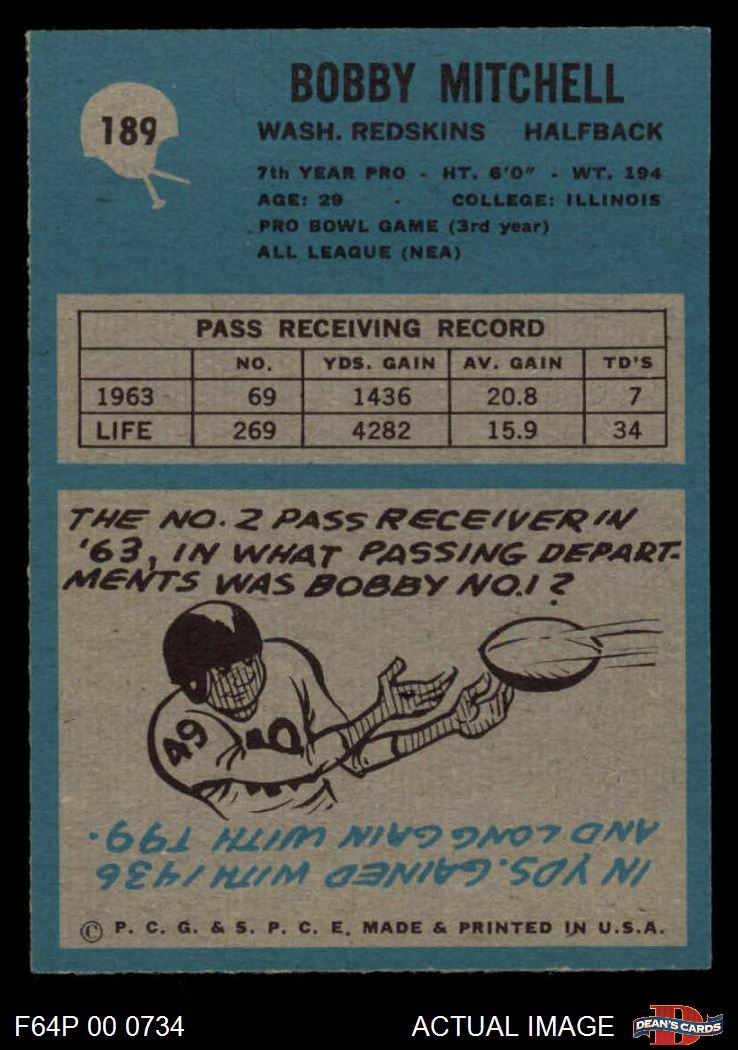 189
BOBBY MITCHELL
WASH. REDSKINS HALFBACK
7th YEAR PRO - HT. 6'0" - WT. 194
AGE: 29 - COLLEGE: ILLINOIS
PRO BOWL GAME (3rd year)
ALL LEAGUE (NEA)
PASS RECEIVING RECORD
NO. YDS. GAIN AV. GAIN TD'S
1963 69 1436 20.8 7
LIFE 269 4282 15.9 34
THE NO. 2 PASS RECEIVER IN
'63, IN WHAT PASSING DEPART-
MENTS WAS BOBBY NO. 1?
49
IN YDS. GAINED WITH 1436
AND LONG GAIN WITH T99.
© P. C. G. & S. P. C. E. MADE & PRINTED IN U.S.A.
F64P 00 0734 ACTUAL IMAGE
D
DEAN'S CARDS